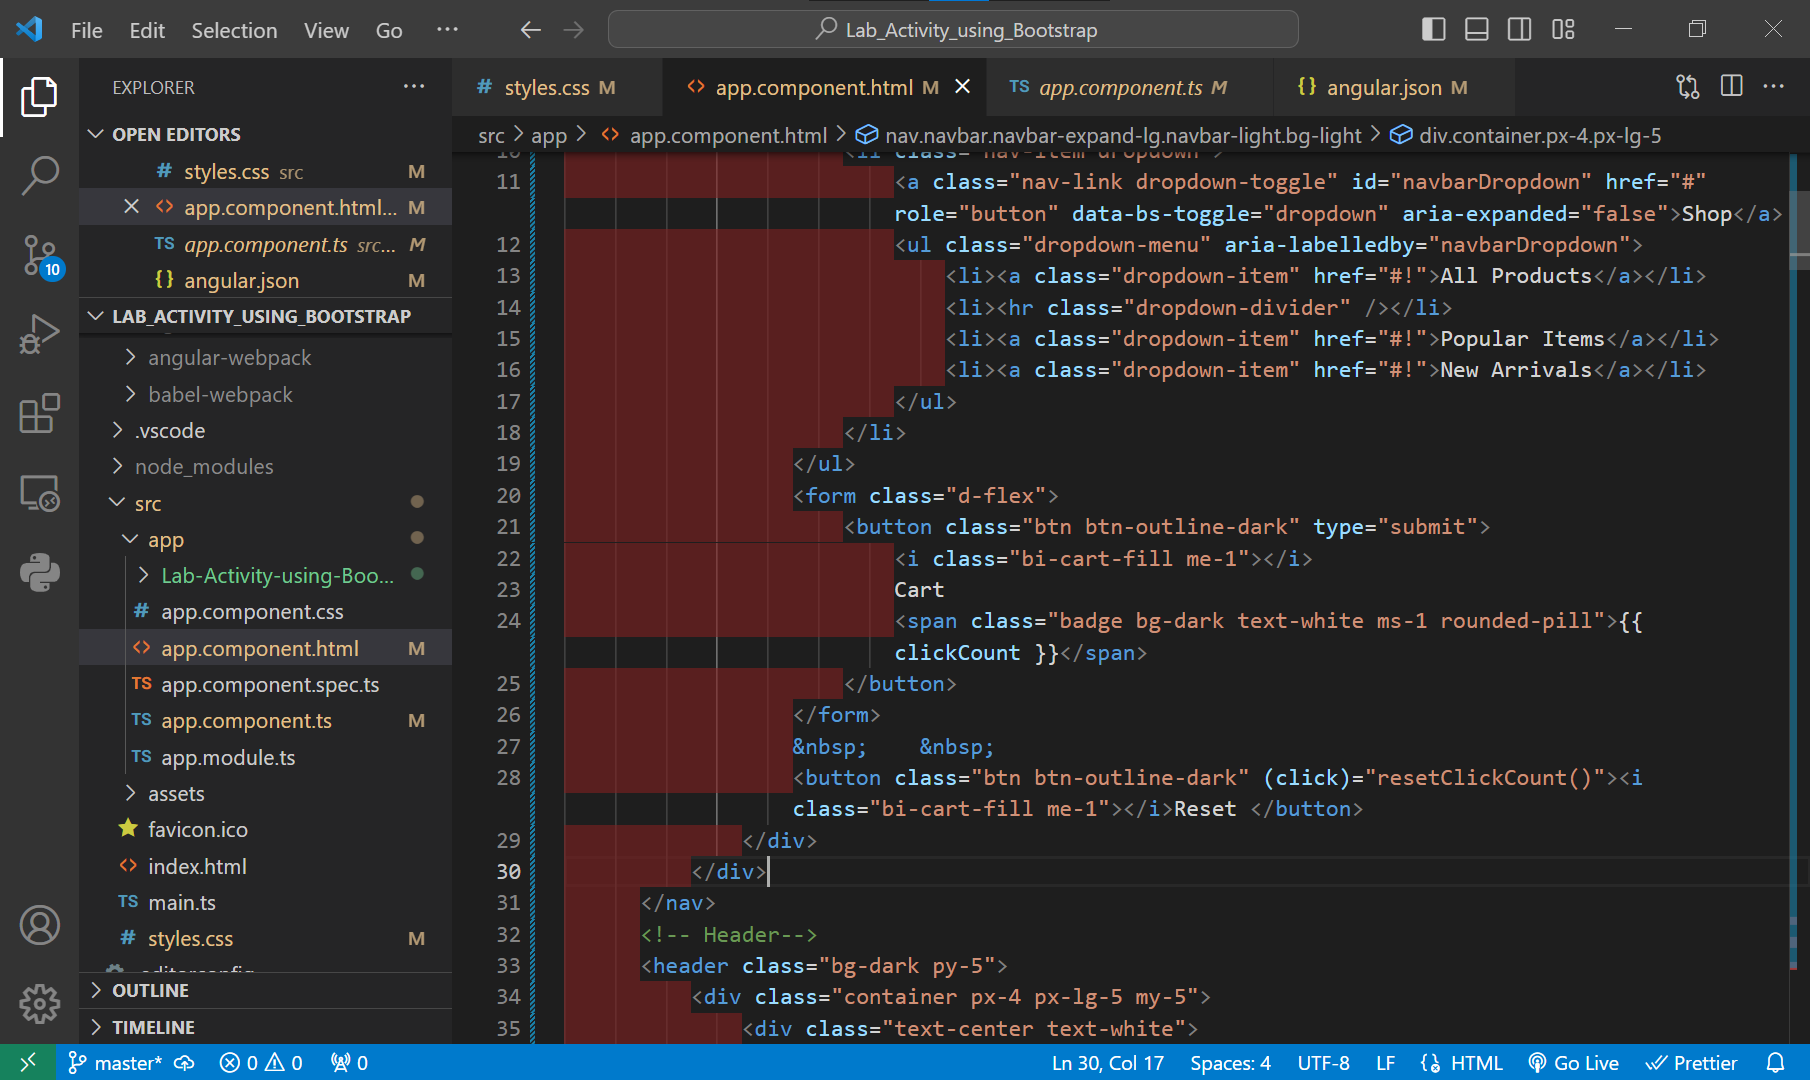 File Edit Selection View Go ···
Lab_Activity_using_Bootstrap
EXPLORER
OPEN EDITORS
# styles.css src M
<> app.component.html... M
TS app.component.ts src... M
{} angular.json M
LAB_ACTIVITY_USING_BOOTSTRAP
angular-webpack
babel-webpack
.vscode
node_modules
src
app
Lab-Activity-using-Boo...
# app.component.css
<> app.component.html M
TS app.component.spec.ts
TS app.component.ts M
TS app.module.ts
assets
favicon.ico
<> index.html
TS main.ts
# styles.css M
OUTLINE
TIMELINE
10
# styles.css M
<> app.component.html M
TS app.component.ts M
{} angular.json M
src > app > <> app.component.html > nav.navbar.navbar-expand-lg.navbar-light.bg-light > div.container.px-4.px-lg-5
10 <li class="nav-item dropdown">
11 <a class="nav-link dropdown-toggle" id="navbarDropdown" href="#"
role="button" data-bs-toggle="dropdown" aria-expanded="false">Shop</a>
12 <ul class="dropdown-menu" aria-labelledby="navbarDropdown">
13 <li><a class="dropdown-item" href="#!">All Products</a></li>
14 <li><hr class="dropdown-divider" /></li>
15 <li><a class="dropdown-item" href="#!">Popular Items</a></li>
16 <li><a class="dropdown-item" href="#!">New Arrivals</a></li>
17 </ul>
18 </li>
19 </ul>
20 <form class="d-flex">
21 <button class="btn btn-outline-dark" type="submit">
22 <i class="bi-cart-fill me-1"></i>
23 Cart
24 <span class="badge bg-dark text-white ms-1 rounded-pill">{{
clickCount }}</span>
25 </button>
26 </form>
27 &nbsp; &nbsp;
28 <button class="btn btn-outline-dark" (click)="resetClickCount()"><i
class="bi-cart-fill me-1"></i>Reset </button>
29 </div>
30 </div>
31 </nav>
32 <!-- Header-->
33 <header class="bg-dark py-5">
34 <div class="container px-4 px-lg-5 my-5">
35 <div class="text-center text-white">
master* 0 0 0
Ln 30, Col 17 Spaces: 4 UTF-8 LF HTML Go Live Prettier